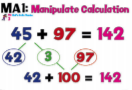 MA1: Manipulate Calculation
45 + 97 = 142
42 3 97
42 + 100 = 142